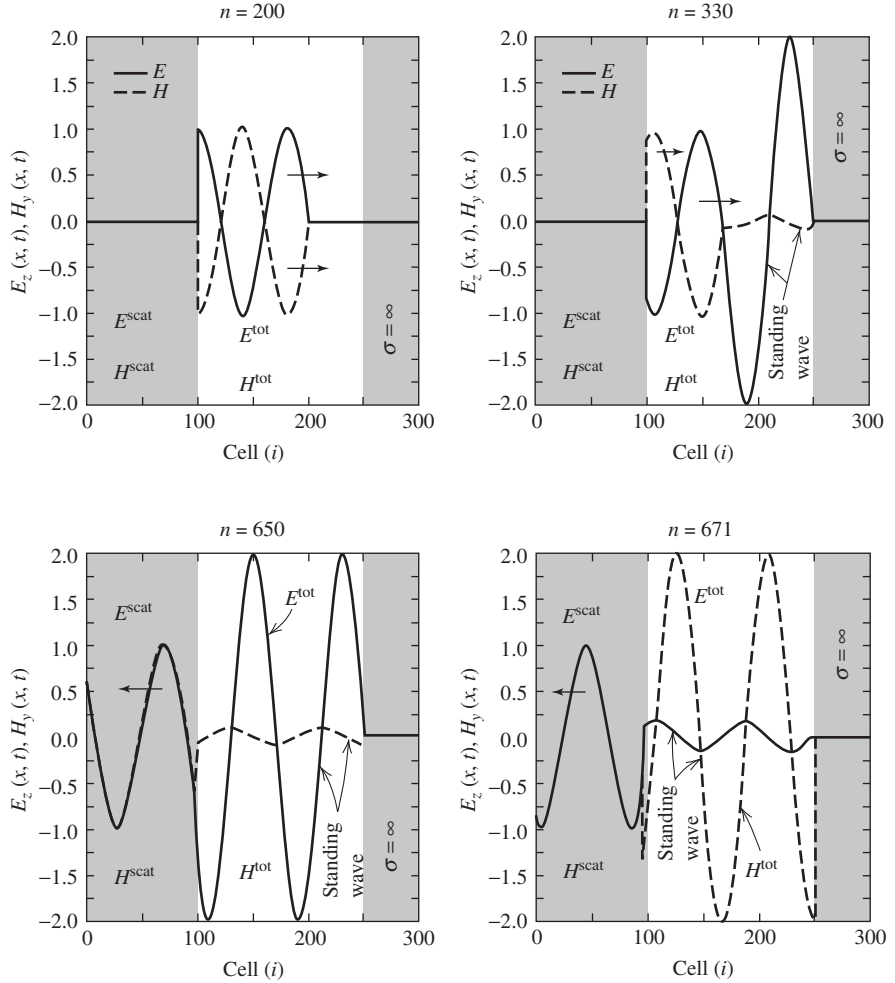 n = 200
2.0
1.5
1.0
0.5
0.0
−0.5
−1.0
−1.5
−2.0
E_z (x, t), H_y (x, t)
E
H
E^scat
H^scat
E^tot
H^tot
σ = ∞
0
100
200
300
Cell (i)
n = 330
2.0
1.5
1.0
0.5
0.0
−0.5
−1.0
−1.5
−2.0
E_z (x, t), H_y (x, t)
E
H
σ = ∞
E^scat
H^scat
E^tot
H^tot
Standing
wave
0
100
200
300
Cell (i)
n = 650
2.0
1.5
1.0
0.5
0.0
−0.5
−1.0
−1.5
−2.0
E_z (x, t), H_y (x, t)
E^scat
E^tot
H^scat
H^tot
Standing
wave
σ = ∞
0
100
200
300
Cell (i)
n = 671
2.0
1.5
1.0
0.5
0.0
−0.5
−1.0
−1.5
−2.0
E_z (x, t), H_y (x, t)
E^scat
E^tot
σ = ∞
Standing
wave
H^scat
H^tot
0
100
200
300
Cell (i)